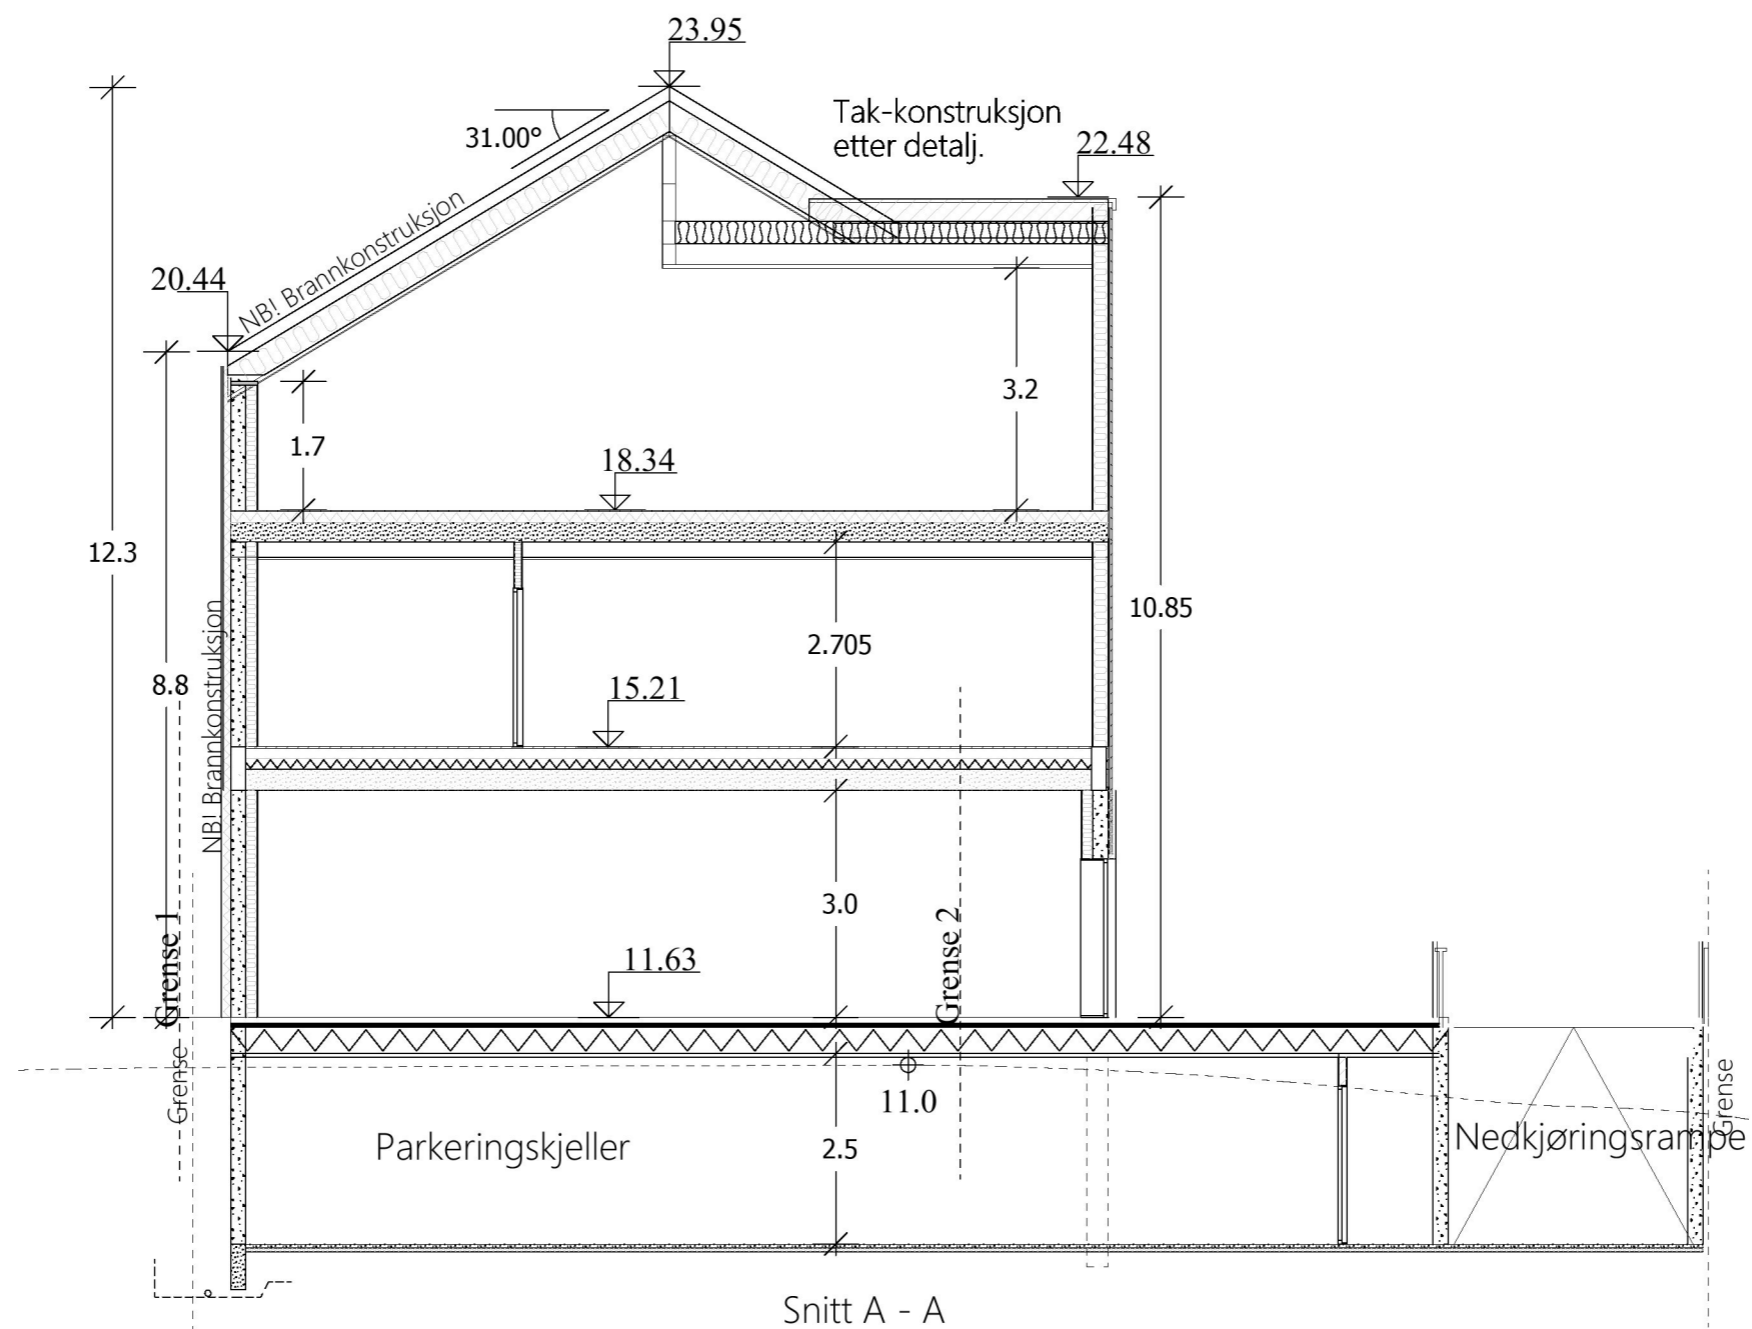 23.95
Tak-konstruksjon
etter detalj.
31.00°
22.48
NB! Brannkonstruksjon
20.44
3.2
1.7
18.34
12.3
10.85
2.705
8.8
NB! Brannkonstruksjon
15.21
3.0
Grense 1
Grense 2
11.63
Grense
11.0
Grense
Parkeringskjeller
2.5
Nedkjøringsrampe
Snitt A - A